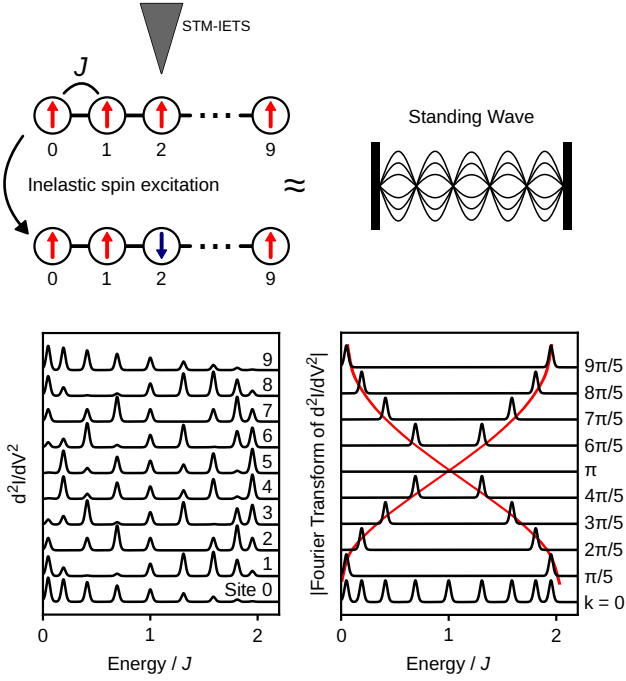 STM-IETS
J
0 1 2 9
Inelastic spin excitation
≈
Standing Wave
0 1 2 9
d²I/dV²
9
8
7
6
5
4
3
2
1
Site 0
0 1 2
Energy / J
|Fourier Transform of d²I/dV²|
9π/5
8π/5
7π/5
6π/5
π
4π/5
3π/5
2π/5
π/5
k = 0
0 1 2
Energy / J